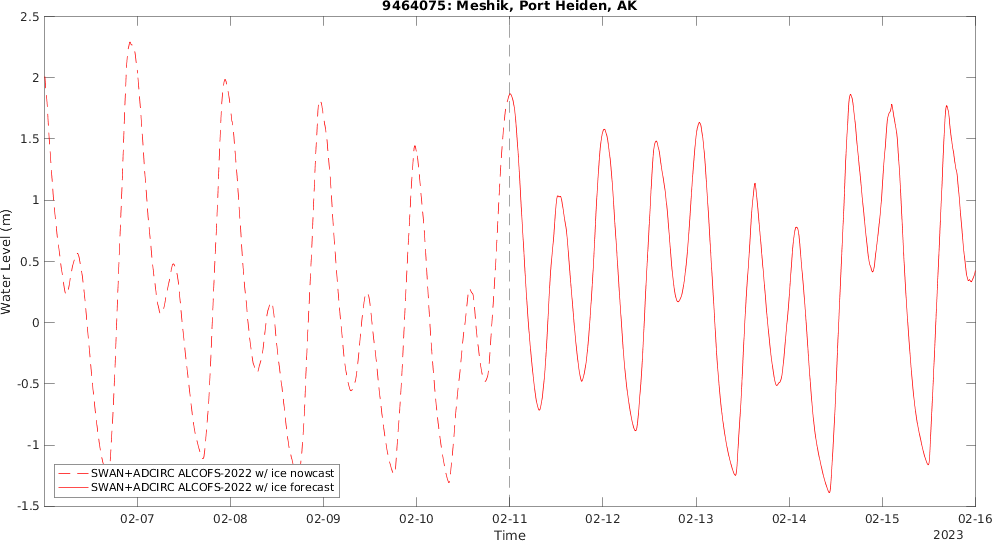 9464075: Meshik, Port Heiden, AK
2.5
2
1.5
1
0.5
0
-0.5
-1
-1.5
Water Level (m)
SWAN+ADCIRC ALCOFS-2022 w/ ice nowcast
SWAN+ADCIRC ALCOFS-2022 w/ ice forecast
02-07 02-08 02-09 02-10 02-11 02-12 02-13 02-14 02-15 02-16
Time
2023